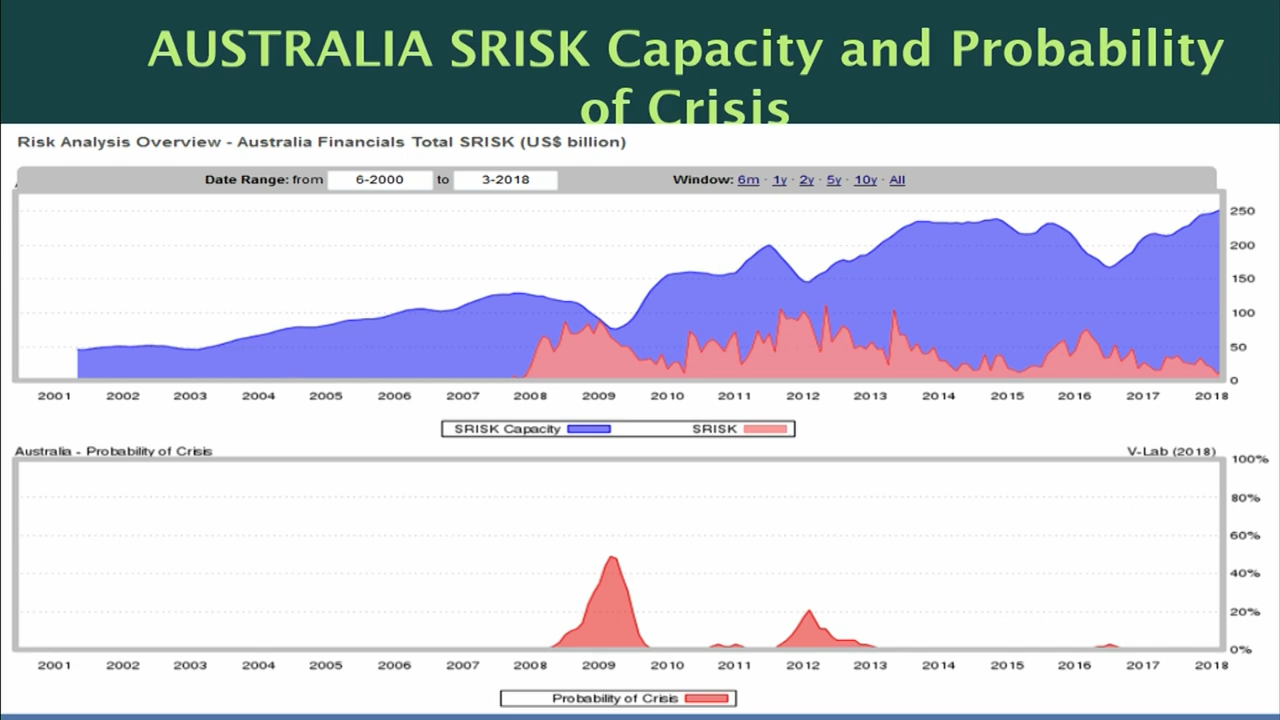 AUSTRALIA SRISK Capacity and Probability
of Crisis
Risk Analysis Overview - Australia Financials Total SRISK (US$ billion)
Date Range: from 6-2000 to 3-2018 Window: 6m · 1y · 2y · 5y · 10y · All
250
200
150
100
50
0
2001 2002 2003 2004 2005 2006 2007 2008 2009 2010 2011 2012 2013 2014 2015 2016 2017 2018
SRISK Capacity SRISK
Australia - Probability of Crisis V-Lab (2018)
100%
80%
60%
40%
20%
0%
2001 2002 2003 2004 2005 2006 2007 2008 2009 2010 2011 2012 2013 2014 2015 2016 2017 2018
Probability of Crisis